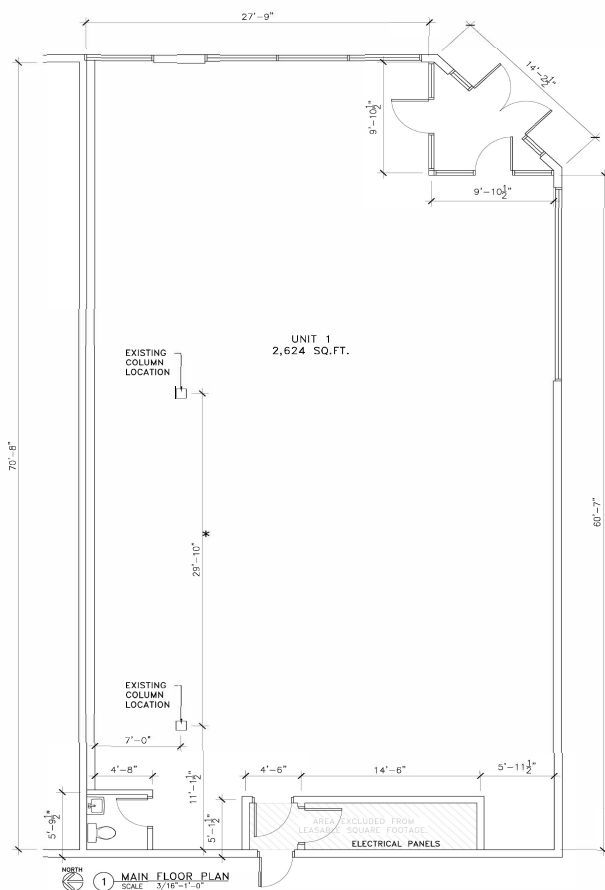 27'-9"
14'-2½"
9'-10½"
9'-10½"
UNIT 1
2,624 SQ.FT.
EXISTING
COLUMN
LOCATION
70'-8"
60'-7"
*
29'-10"
EXISTING
COLUMN
LOCATION
7'-0"
4'-8"
11'-1½"
4'-6"
14'-6"
5'-11½"
5'-9½"
5'-1½"
AREA EXCLUDED FROM
LEASABLE SQUARE FOOTAGE.
ELECTRICAL PANELS
NORTH
1 MAIN FLOOR PLAN
SCALE 3/16"=1'-0"